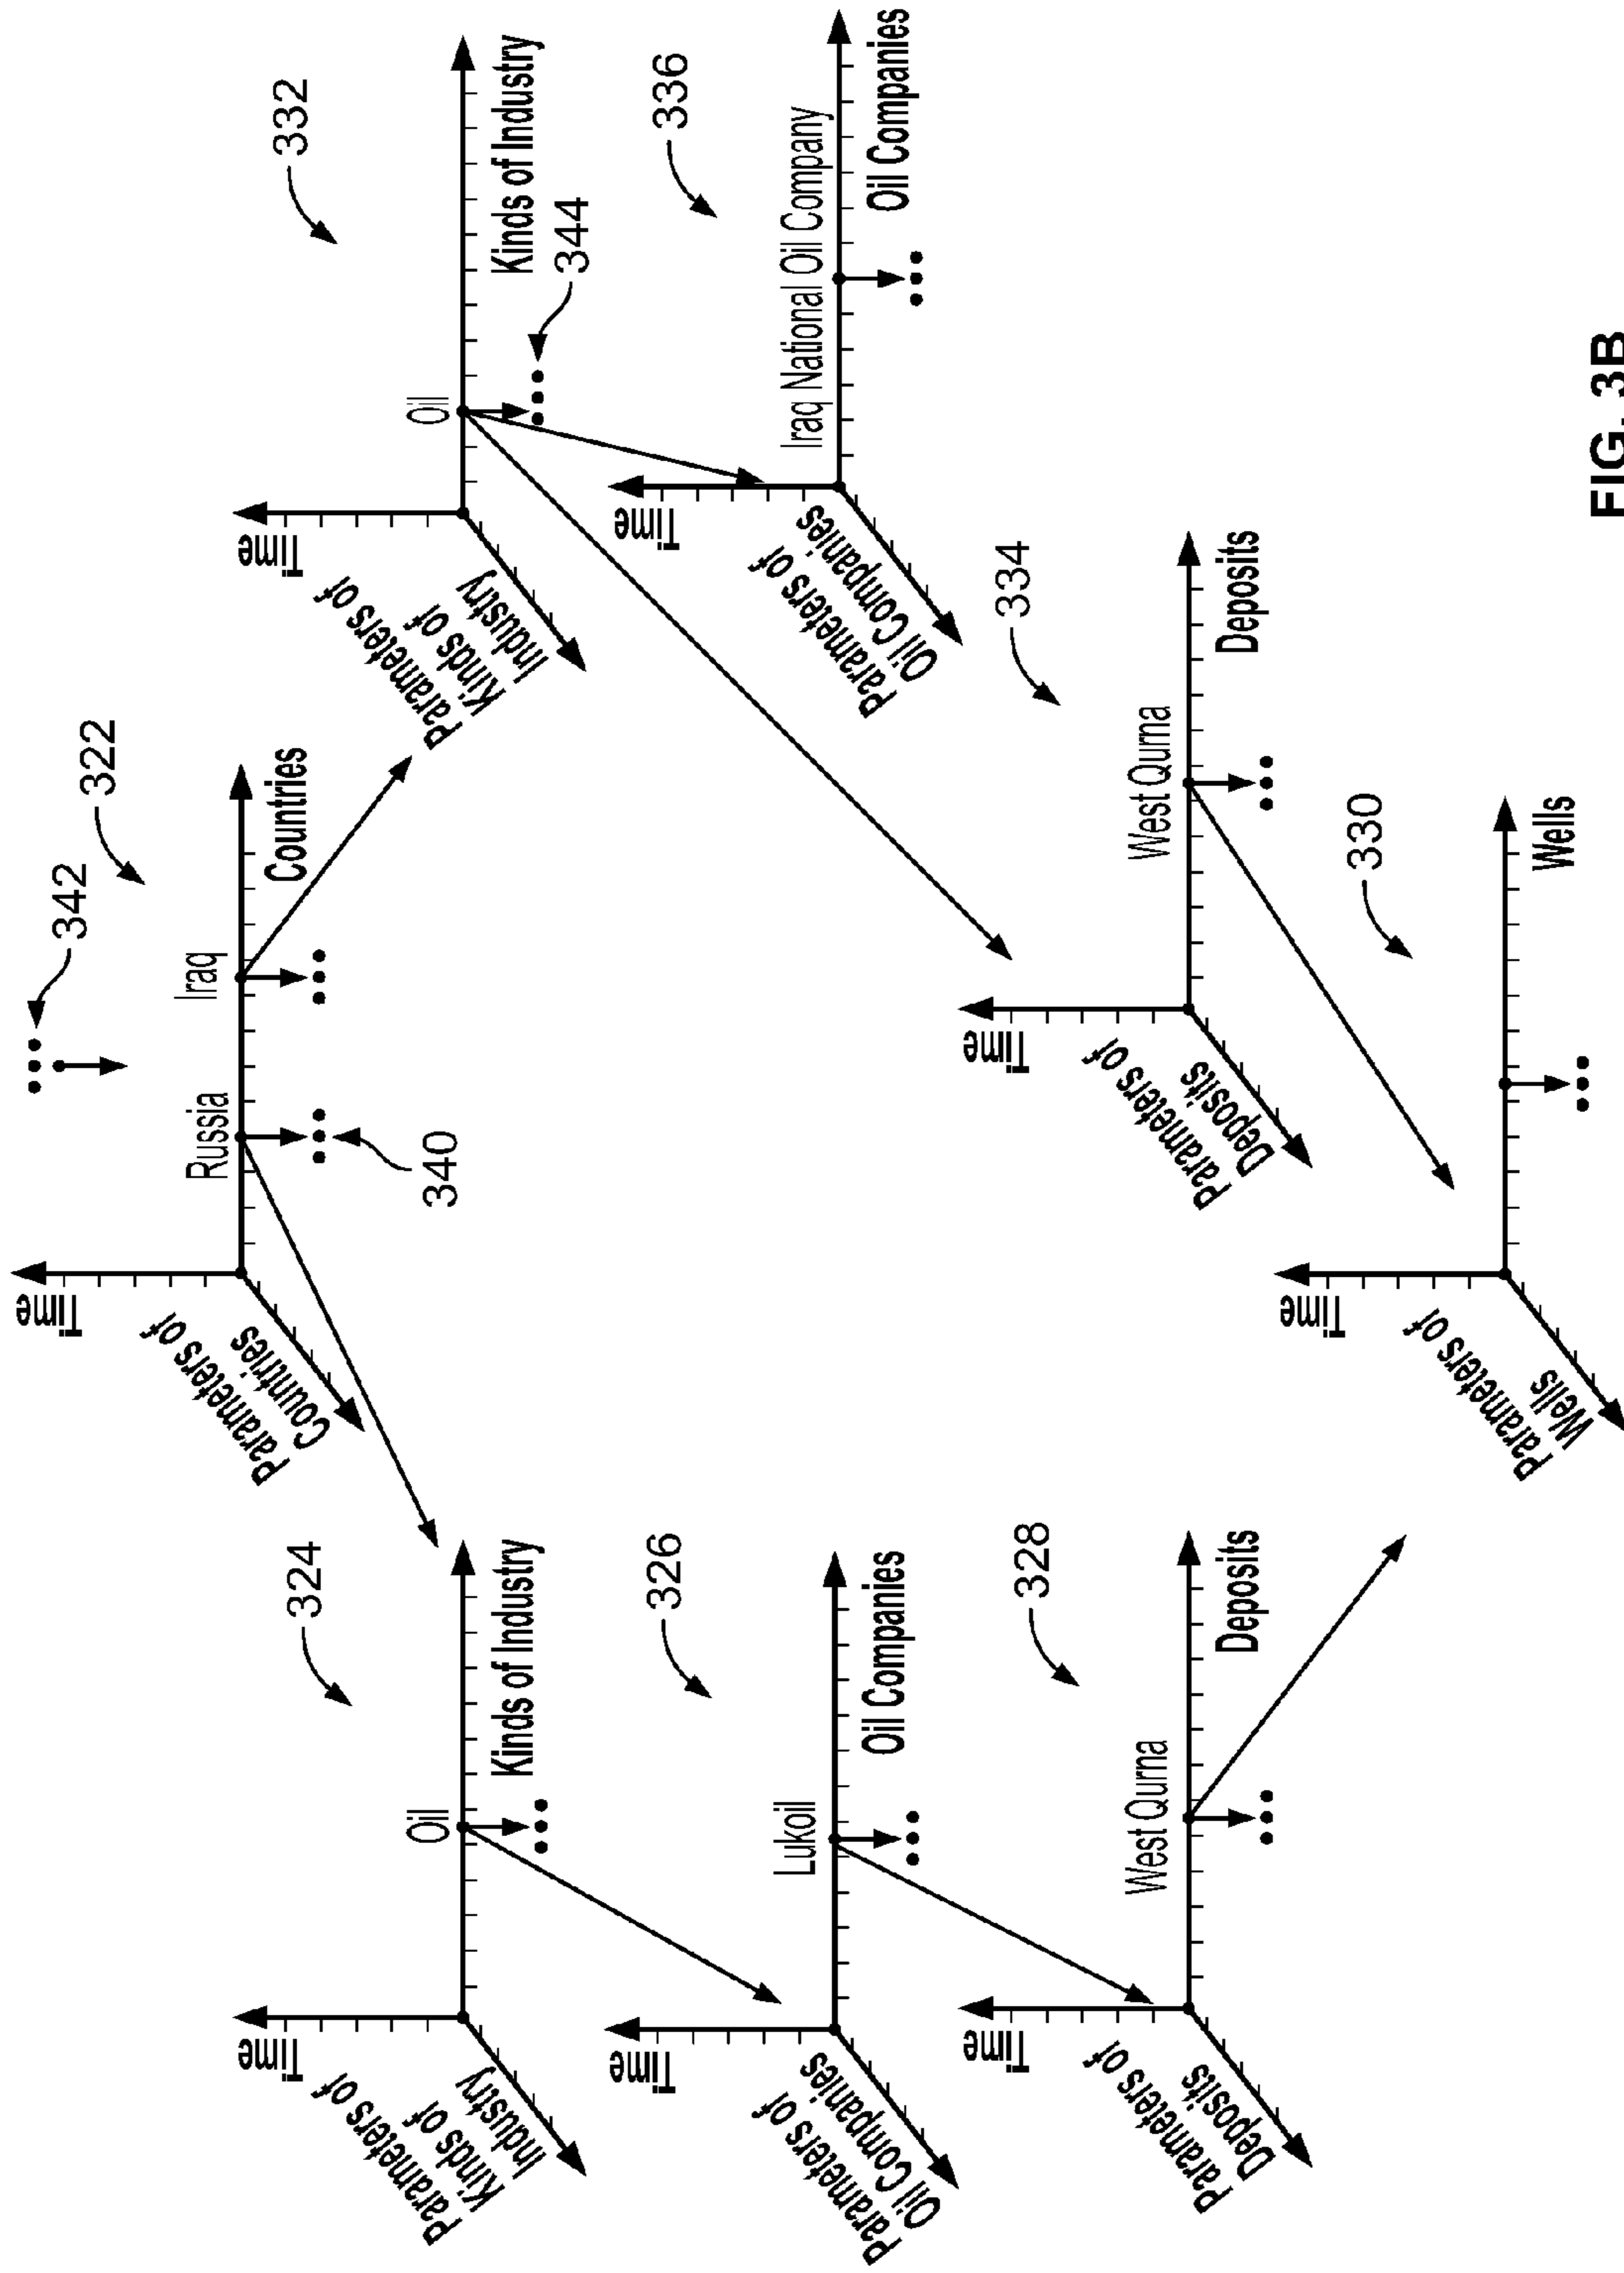 342
322
Time
Russia
Iraq
Countries
Parameters of
Countries
340
324
Time
Oil
Kinds of Industry
Parameters of
Kinds of
Industry
332
Time
Oil
Kinds of Industry
Parameters of
Kinds of
Industry
344
326
Time
Lukoil
Oil Companies
Parameters of
Oil Companies
336
Time
Iraq National Oil Company
Oil Companies
Parameters of
Oil Companies
328
Time
West Qurna
Deposits
Parameters of
Deposits
334
Time
West Qurna
Deposits
Parameters of
Deposits
330
Time
Wells
Parameters of
Wells
FIG. 3B